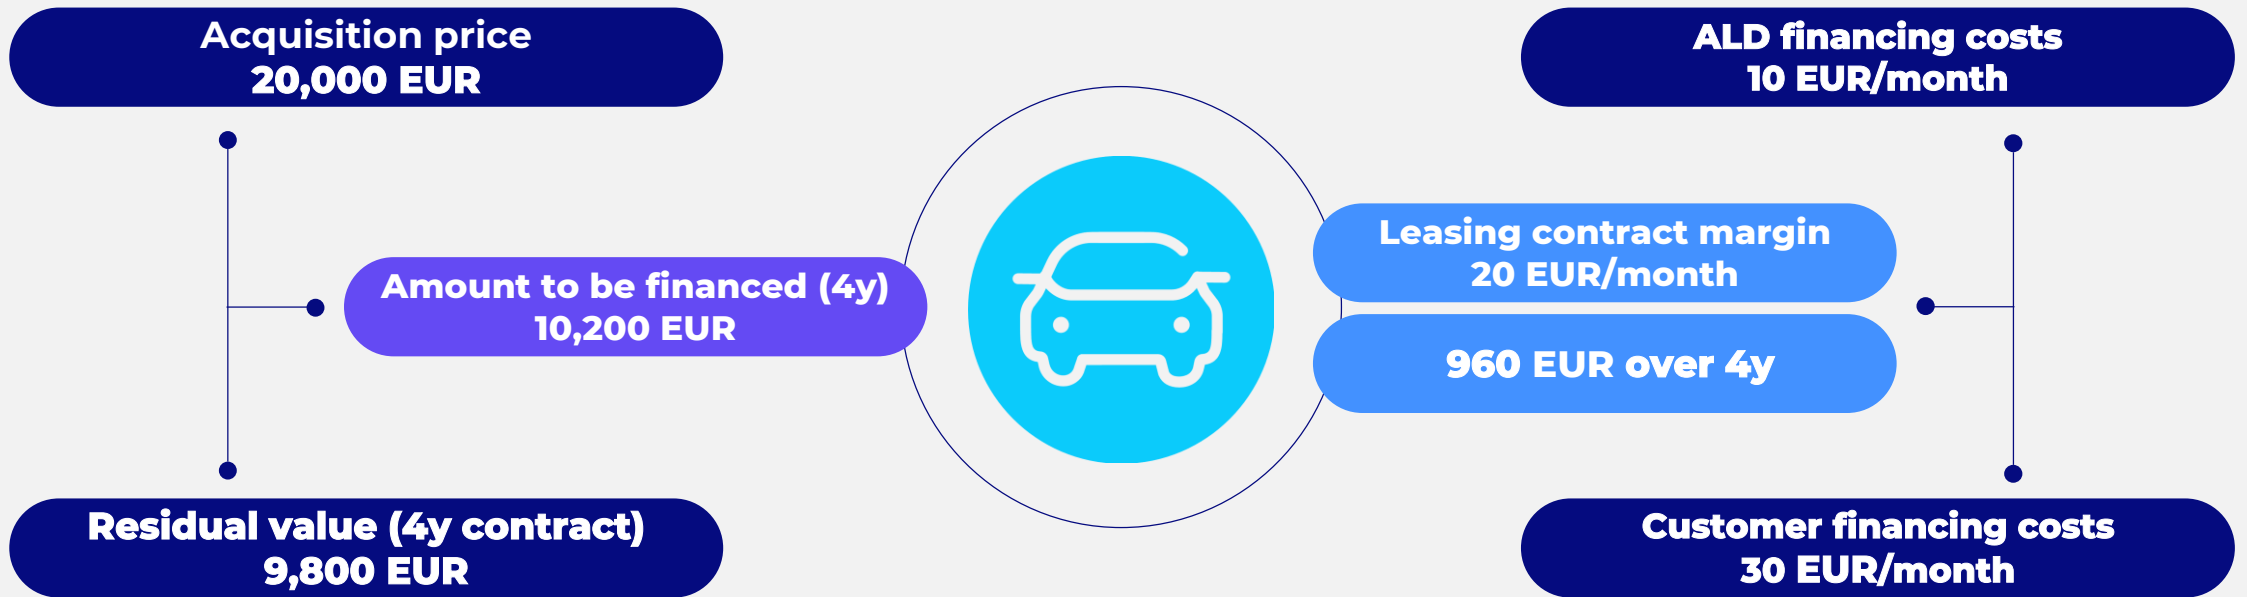 Acquisition price
20,000 EUR
ALD financing costs
10 EUR/month
Leasing contract margin
20 EUR/month
Amount to be financed (4y)
10,200 EUR
960 EUR over 4y
Residual value (4y contract)
9,800 EUR
Customer financing costs
30 EUR/month